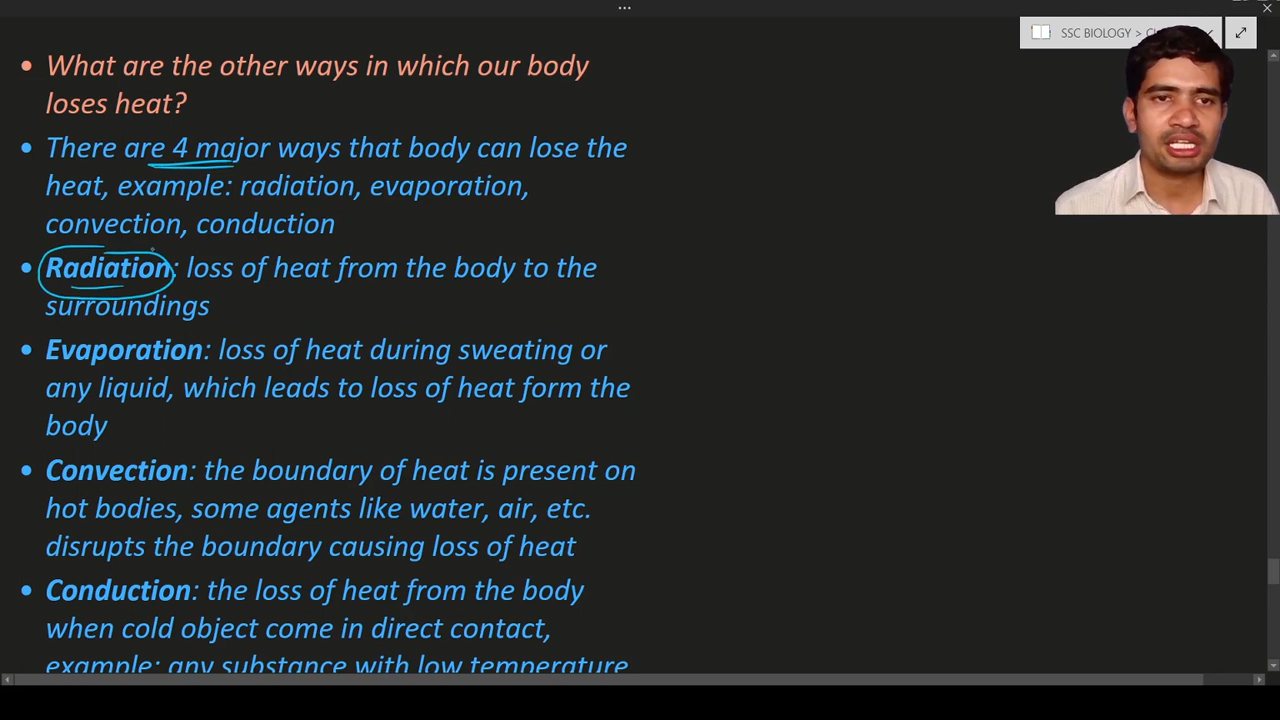 SSC BIOLOGY >
• What are the other ways in which our body
loses heat?
• There are 4 major ways that body can lose the
heat, example: radiation, evaporation,
convection, conduction
• Radiation: loss of heat from the body to the
surroundings
• Evaporation: loss of heat during sweating or
any liquid, which leads to loss of heat form the
body
• Convection: the boundary of heat is present on
hot bodies, some agents like water, air, etc.
disrupts the boundary causing loss of heat
• Conduction: the loss of heat from the body
when cold object come in direct contact,
example: any substance with low temperature